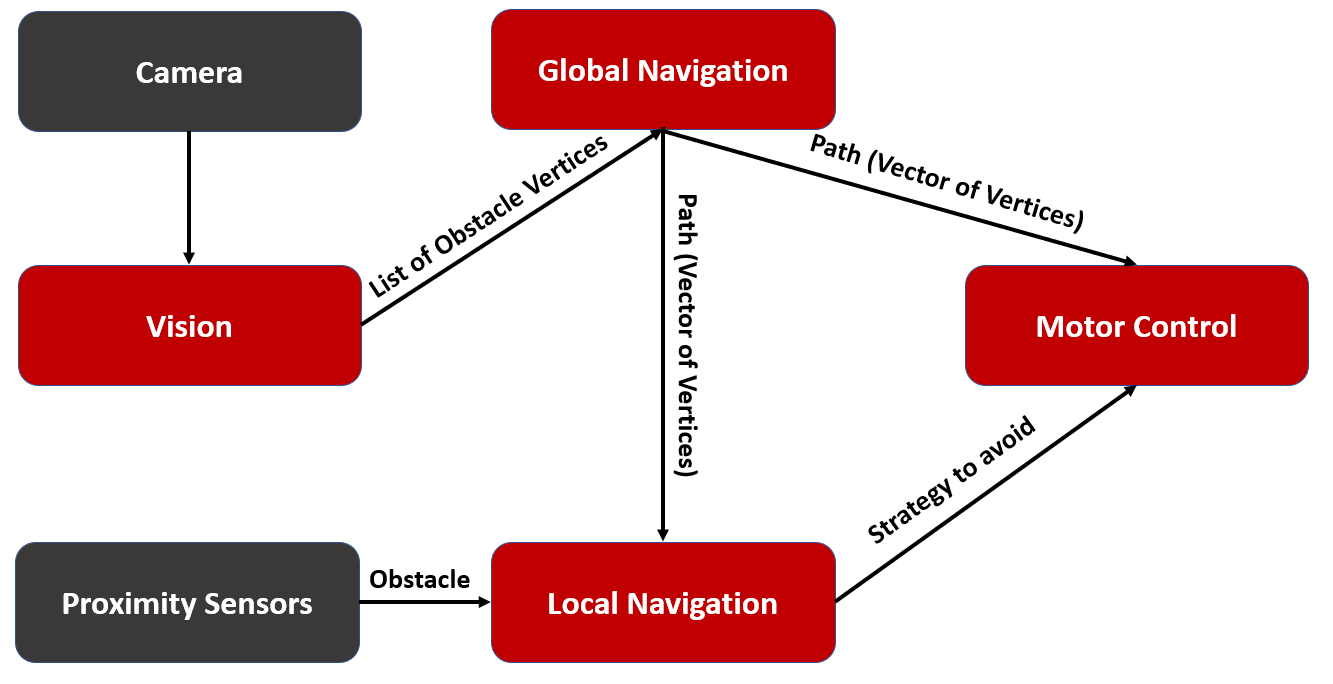 Camera
Global Navigation
Path (Vector of Vertices)
List of Obstacle Vertices
Path (Vector of Vertices)
Vision
Motor Control
Strategy to avoid
Obstacle
Proximity Sensors
Local Navigation